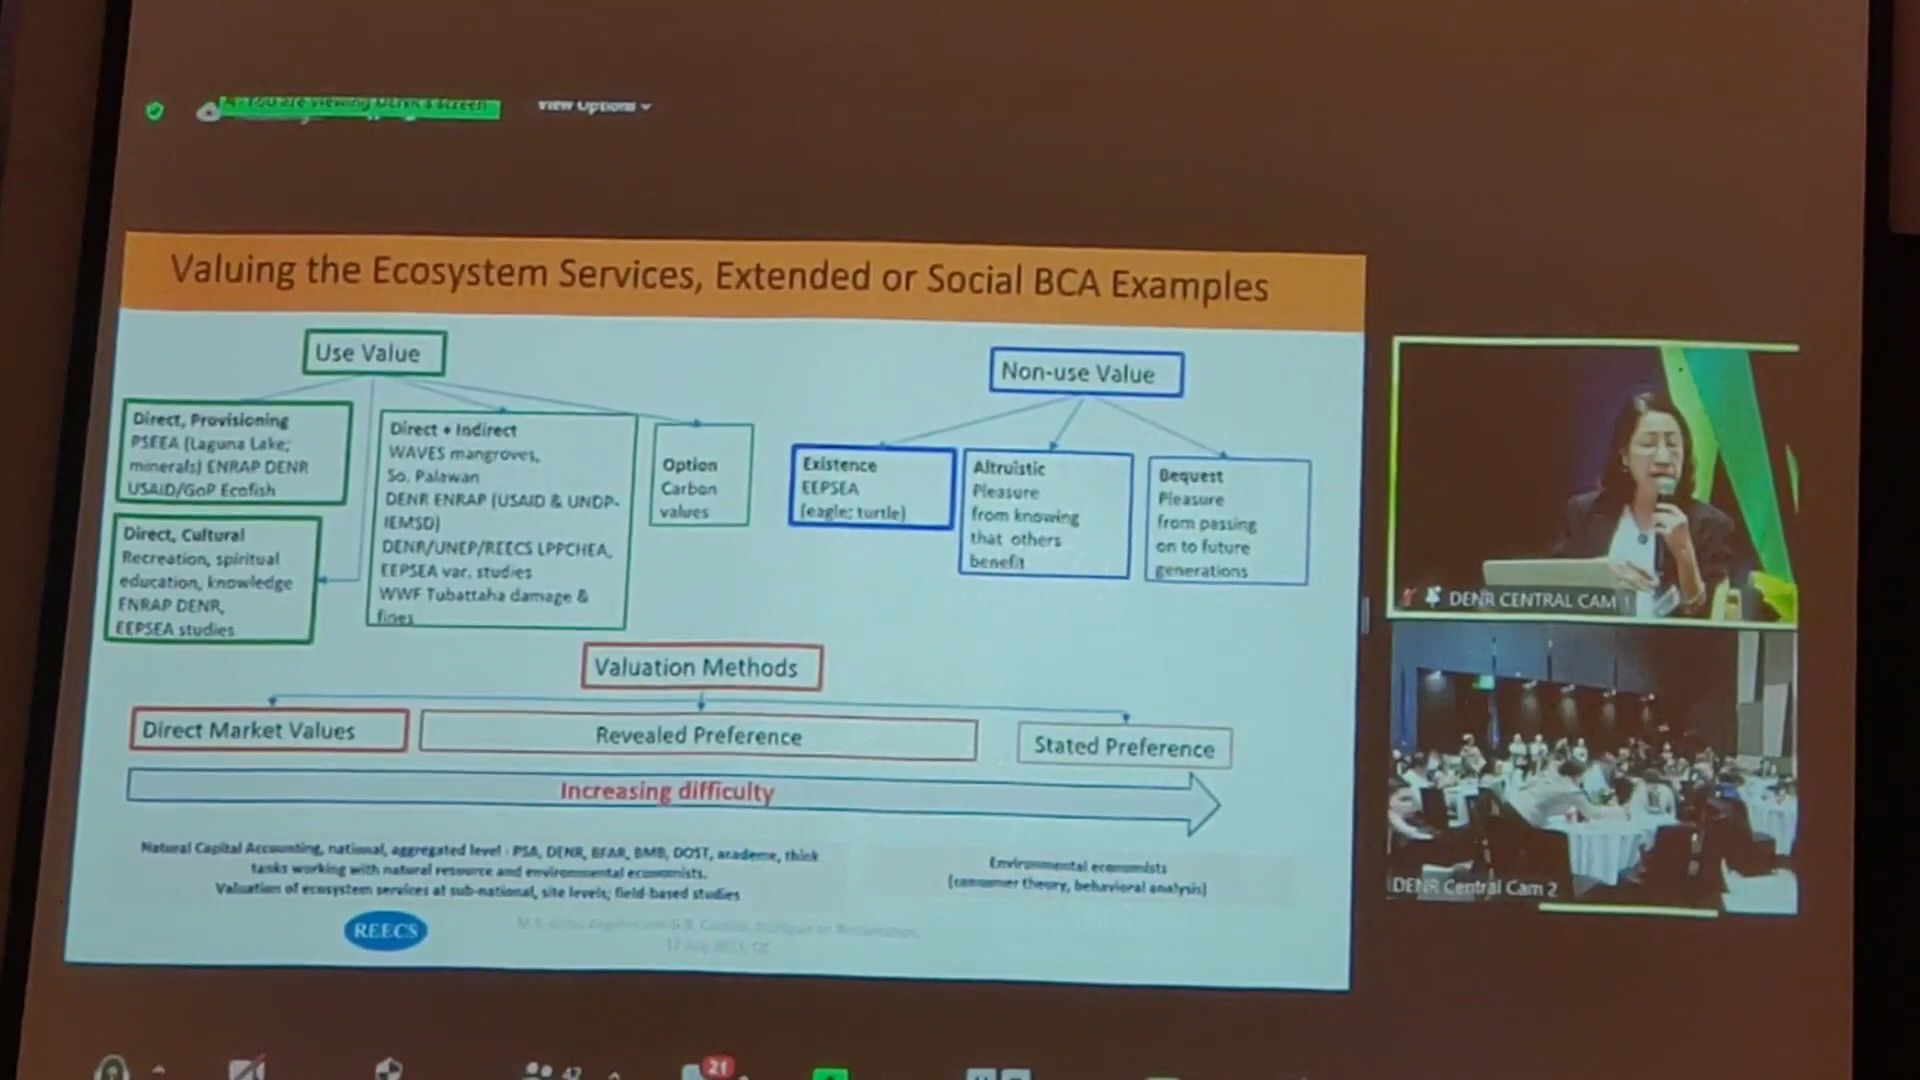 You are viewing DENR's screen
View Options
Valuing the Ecosystem Services, Extended or Social BCA Examples
Use Value
Non-use Value
Direct, Provisioning
PSEEA (Laguna Lake;
minerals) ENRAP DENR
USAID/GoP Ecofish
Direct, Cultural
Recreation, spiritual
education, knowledge
ENRAP DENR,
EEPSEA studies
Direct + Indirect
WAVES mangroves,
So. Palawan
DENR ENRAP (USAID & UNDP-
IEMSD)
DENR/UNEP/REECS LPPCHEA,
EEPSEA var. studies
WWF Tubattaha damage &
fines
Option
Carbon
values
Existence
EEPSEA
(eagle; turtle)
Altruistic
Pleasure
from knowing
that others
benefit
Bequest
Pleasure
from passing
on to future
generations
Valuation Methods
Direct Market Values
Revealed Preference
Stated Preference
Increasing difficulty
Natural Capital Accounting, national, aggregated level : PSA, DENR, BFAR, BMB, DOST, academe, think
tanks working with natural resource and environmental economists.
Valuation of ecosystem services at sub-national, site levels; field-based studies
Environmental economists
(consumer theory, behavioral analysis)
REECS
DENR CENTRAL CAM 1
DENR Central Cam 2
47
21